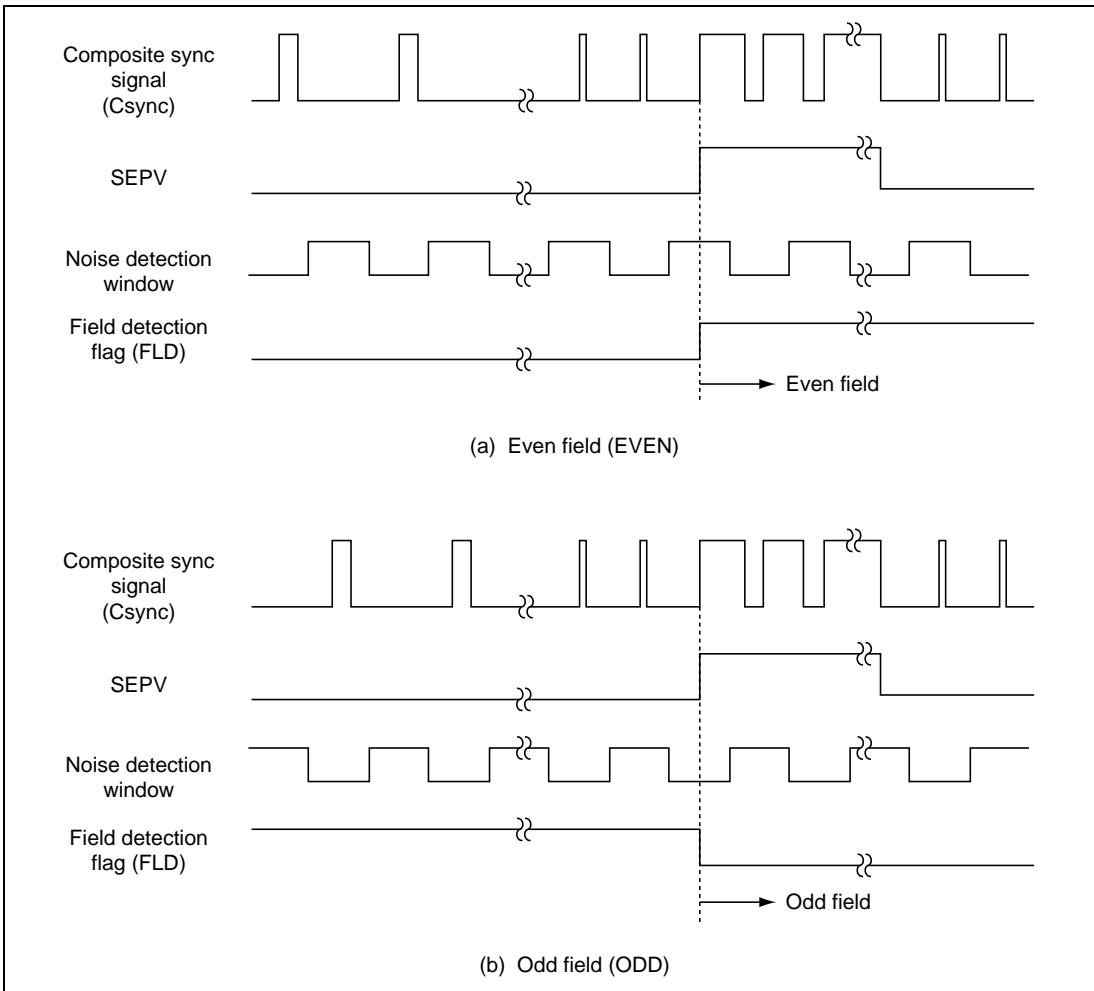 Composite sync
signal
(Csync)
SEPV
Noise detection
window
Field detection
flag (FLD)
Even field
(a) Even field (EVEN)
Composite sync
signal
(Csync)
SEPV
Noise detection
window
Field detection
flag (FLD)
Odd field
(b) Odd field (ODD)